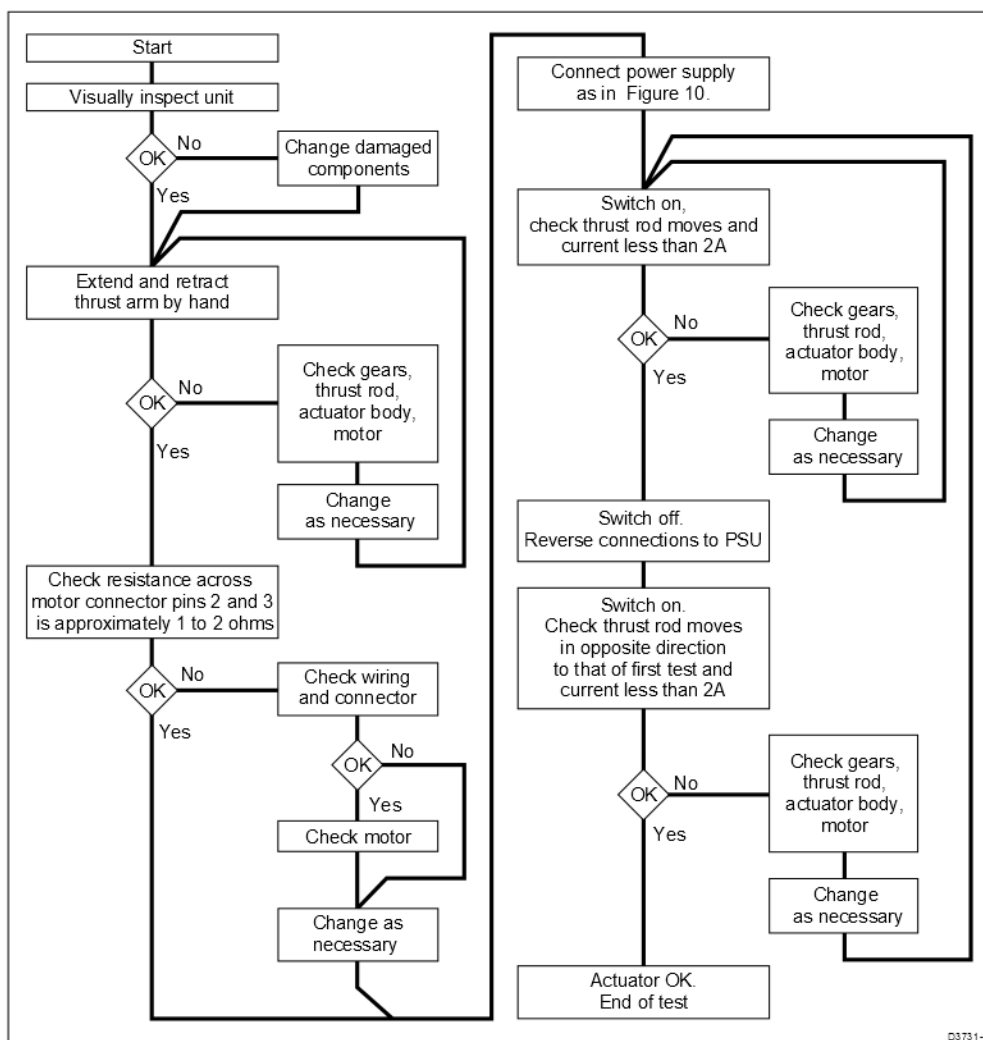 Start
Visually inspect unit
OK
No
Yes
Change damaged
components
Extend and retract
thrust arm by hand
OK
No
Yes
Check gears,
thrust rod,
actuator body,
motor
Change
as necessary
Check resistance across
motor connector pins 2 and 3
is approximately 1 to 2 ohms
OK
No
Yes
Check wiring
and connector
OK
No
Yes
Check motor
Change as
necessary
Connect power supply
as in Figure 10.
Switch on,
check thrust rod moves and
current less than 2A
OK
No
Yes
Check gears,
thrust rod,
actuator body,
motor
Change
as necessary
Switch off.
Reverse connections to PSU
Switch on.
Check thrust rod moves
in opposite direction
to that of first test and
current less than 2A
OK
No
Yes
Check gears,
thrust rod,
actuator body,
motor
Change
as necessary
Actuator OK.
End of test
D3731-